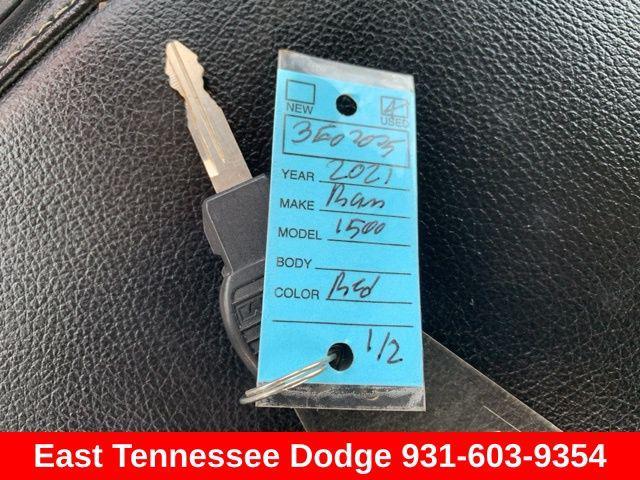 NEW USED
YEAR 2021
MAKE Ram
MODEL 1500
BODY
COLOR Red
1/2
East Tennessee Dodge 931-603-9354